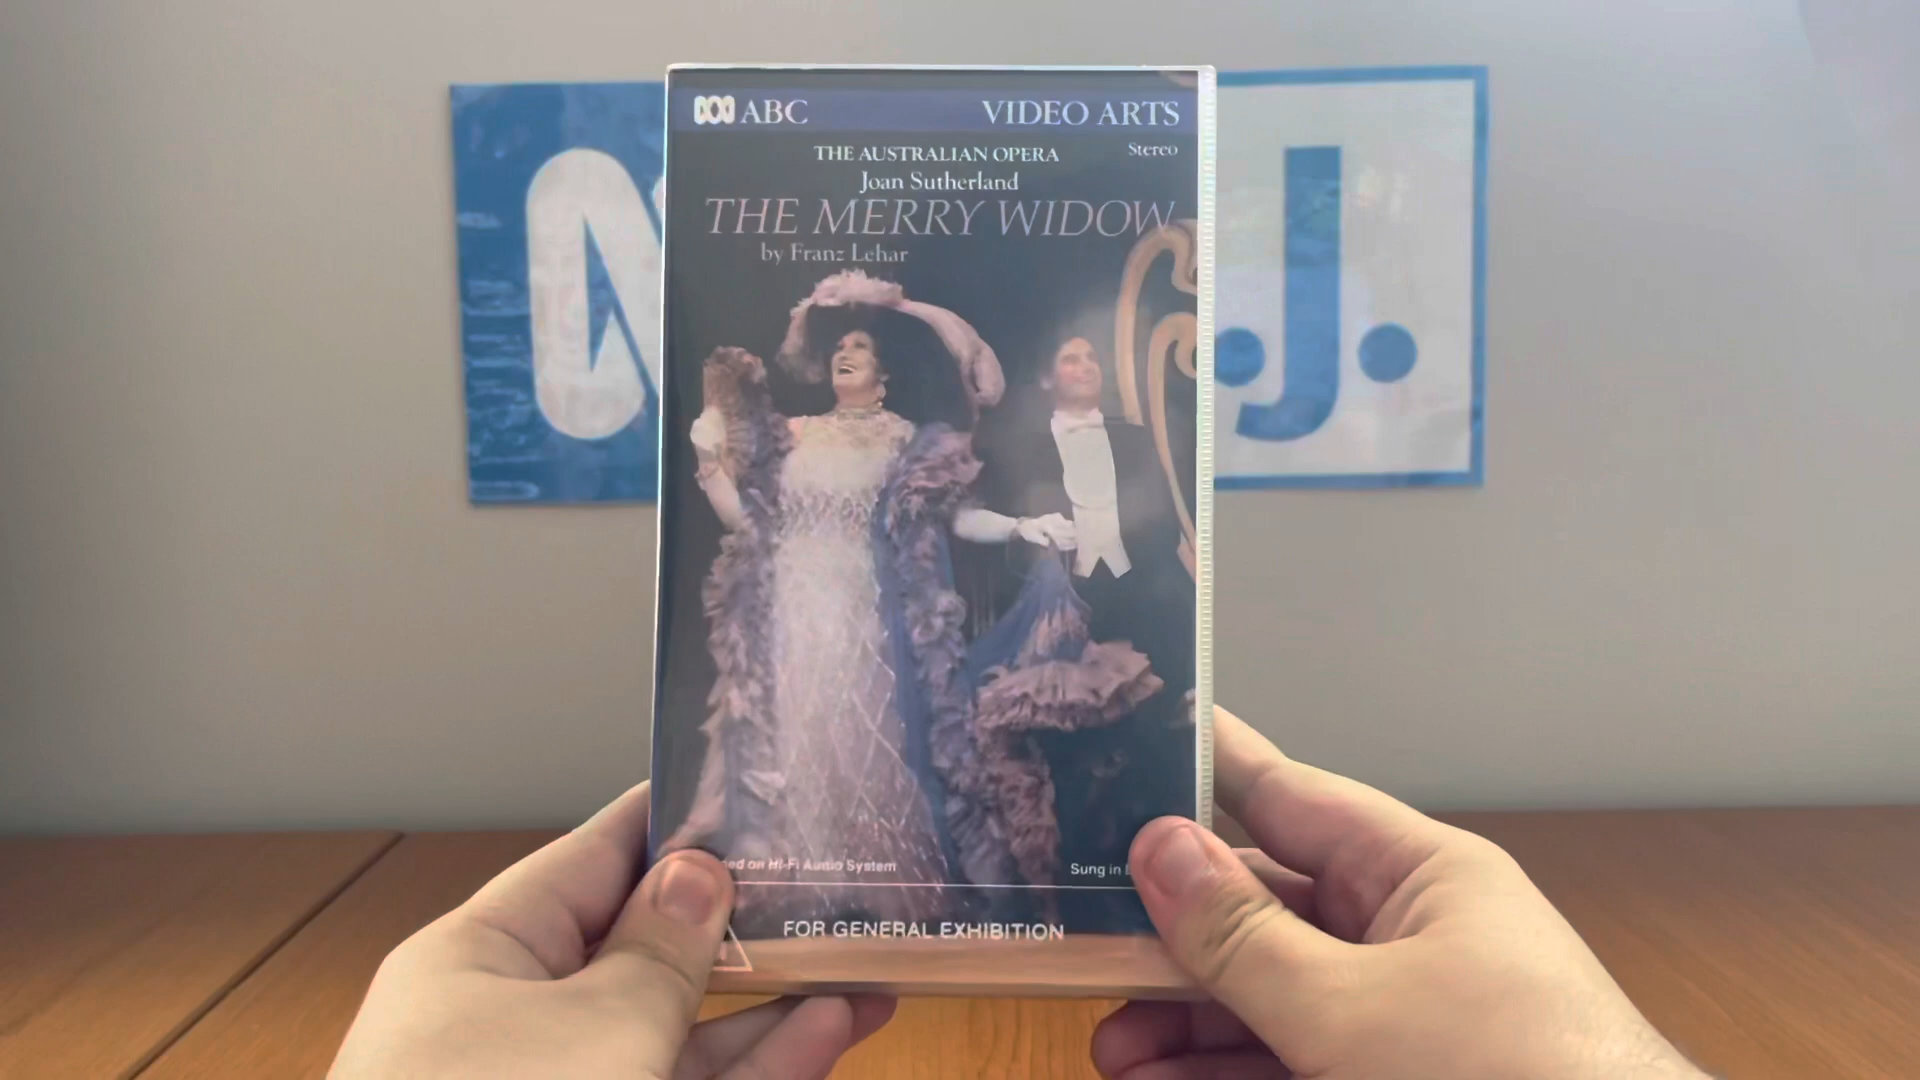 ABC VIDEO ARTS
THE AUSTRALIAN OPERA Stereo
Joan Sutherland
THE MERRY WIDOW
by Franz Lehar
.J.
on Hi-Fi Audio System Sung in
FOR GENERAL EXHIBITION